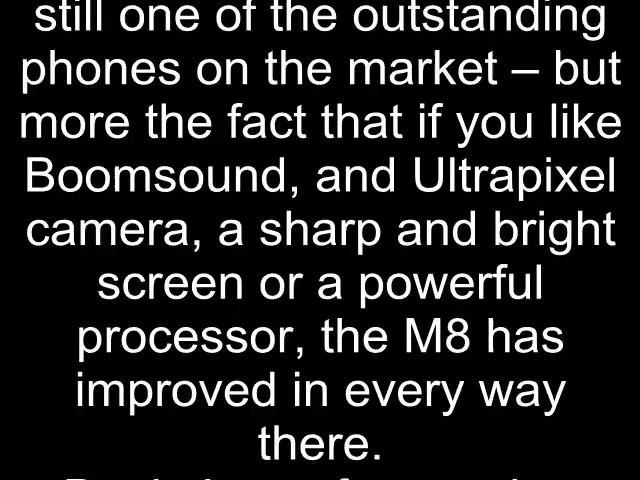 still one of the outstanding
phones on the market – but
more the fact that if you like
Boomsound, and Ultrapixel
camera, a sharp and bright
screen or a powerful
processor, the M8 has
improved in every way
there.